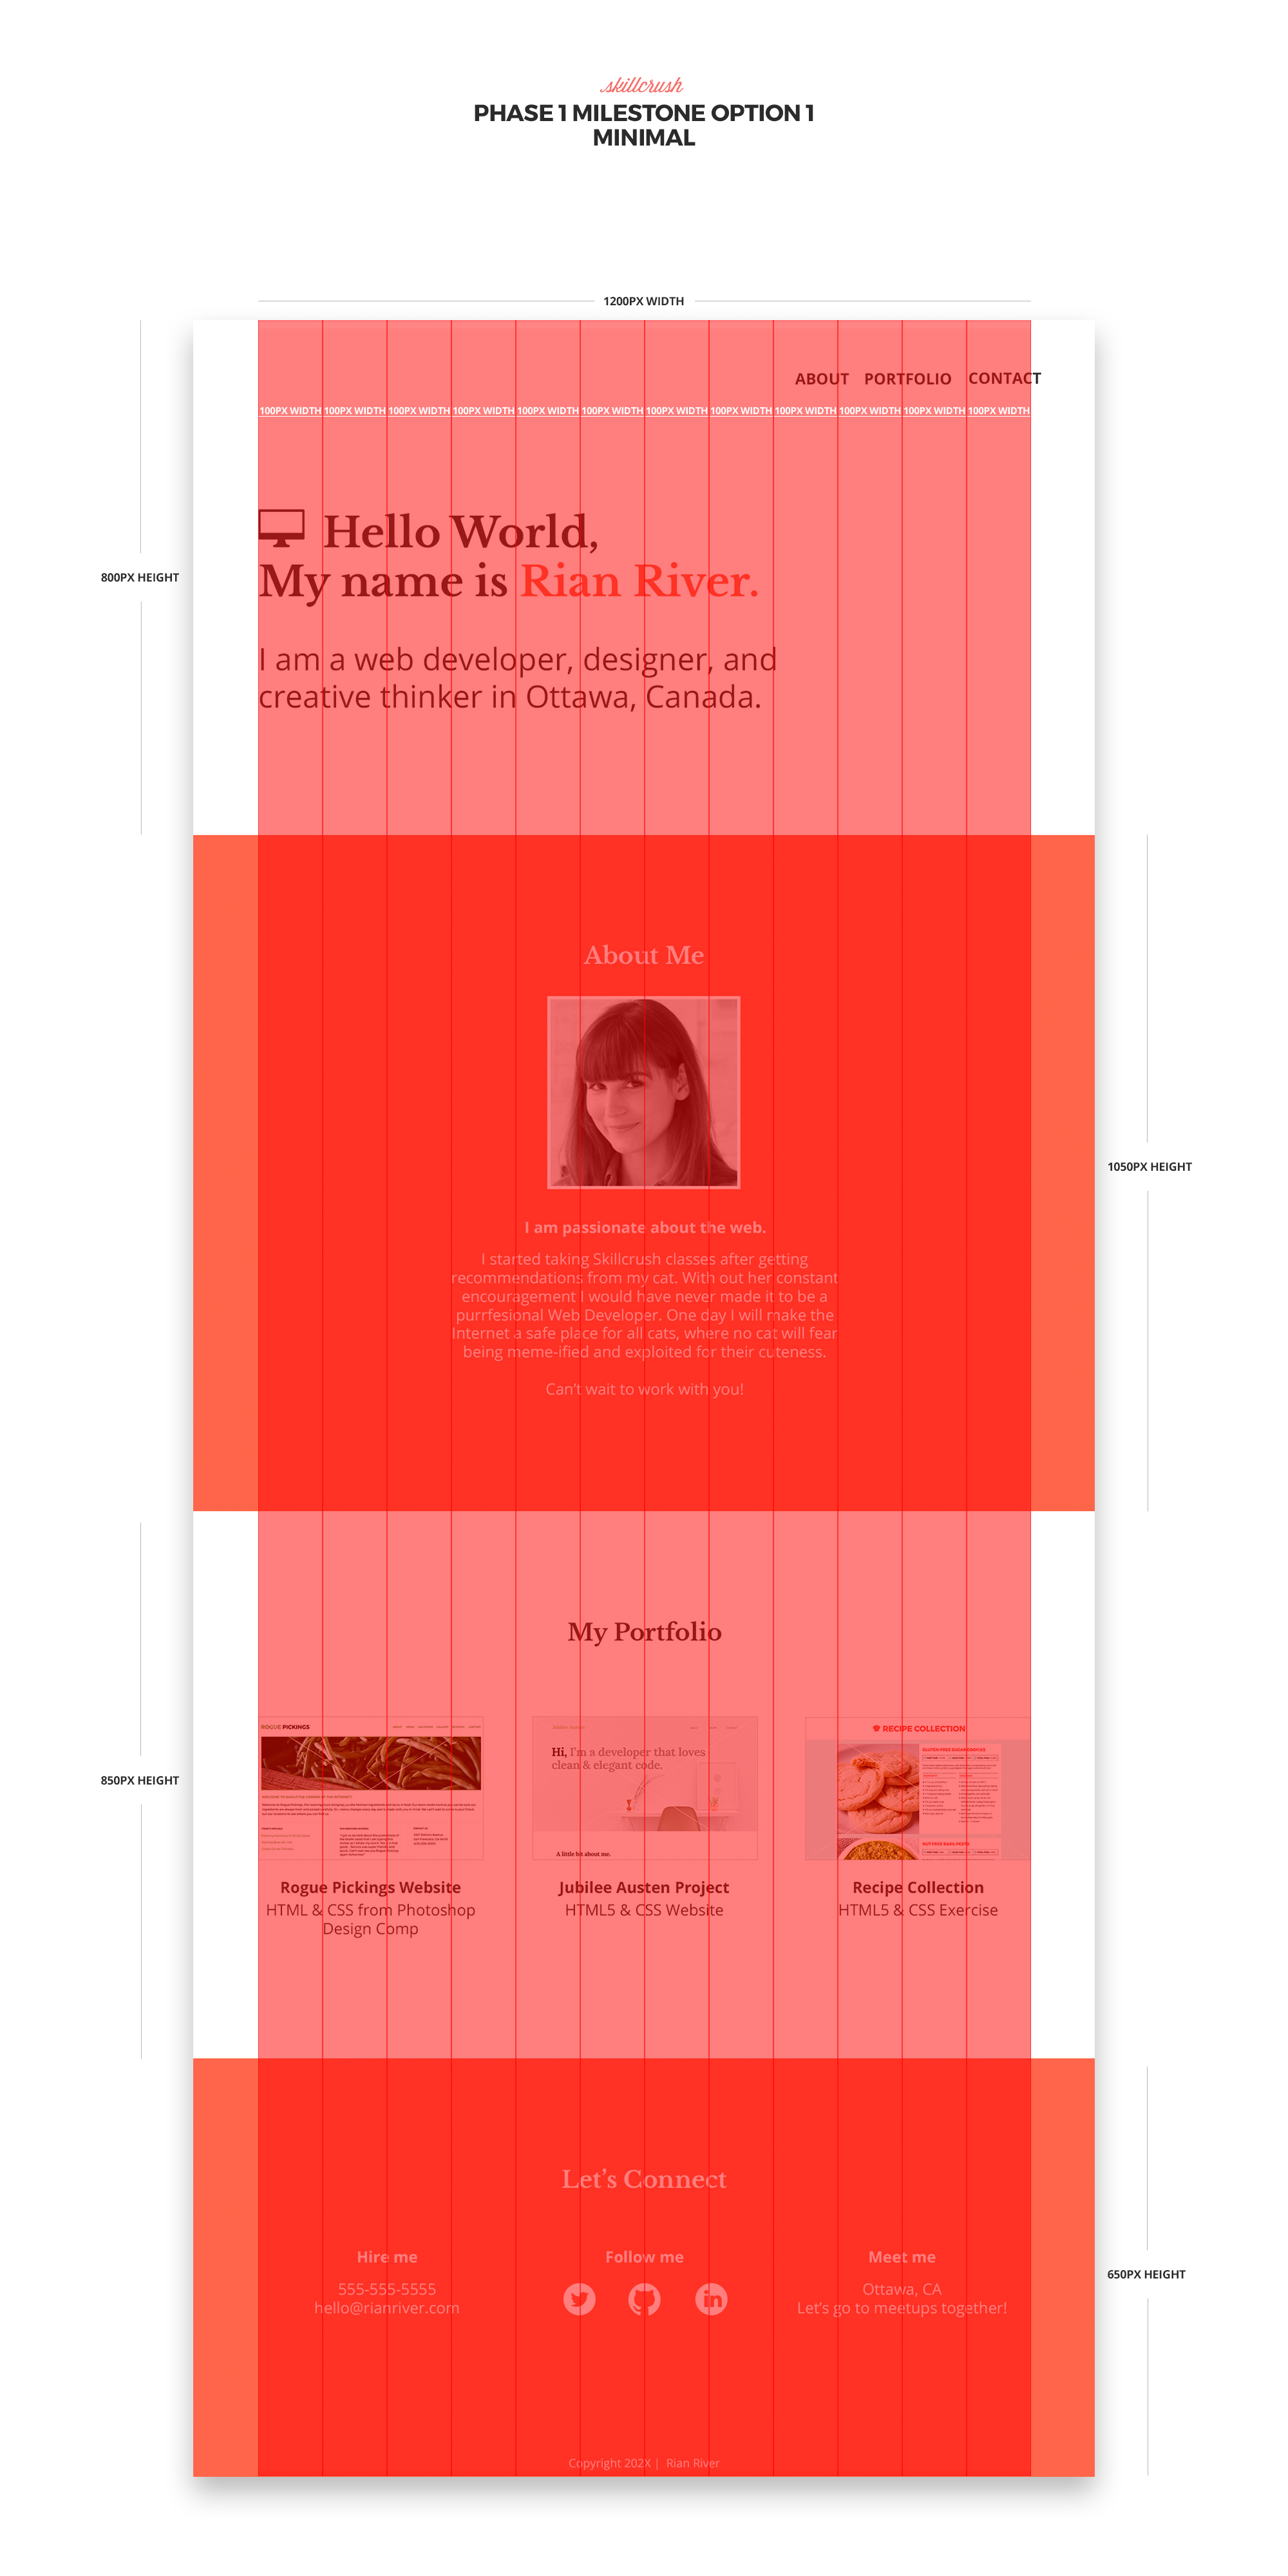 skillcrush
PHASE 1 MILESTONE OPTION 1
MINIMAL
1200PX WIDTH
ABOUT PORTFOLIO CONTACT
100PX WIDTH 100PX WIDTH 100PX WIDTH 100PX WIDTH 100PX WIDTH 100PX WIDTH 100PX WIDTH 100PX WIDTH 100PX WIDTH 100PX WIDTH 100PX WIDTH 100PX WIDTH
Hello World,
800PX HEIGHT
My name is Rian River.
I am a web developer, designer, and
creative thinker in Ottawa, Canada.
About Me
1050PX HEIGHT
I am passionate about the web.
I started taking Skillcrush classes after getting
recommendations from my cat. With out her constant
encouragement I would have never made it to be a
purrfesional Web Developer. One day I will make the
Internet a safe place for all cats, where no cat will fear
being meme-ified and exploited for their cuteness.
Can't wait to work with you!
My Portfolio
850PX HEIGHT
ROGUE PICKINGS
Hi, I'm a developer that loves
clean & elegant code.
A little bit about me.
RECIPE COLLECTION
Rogue Pickings Website
HTML & CSS from Photoshop
Design Comp
Jubilee Austen Project
HTML5 & CSS Website
Recipe Collection
HTML5 & CSS Exercise
Let's Connect
650PX HEIGHT
Hire me
555-555-5555
hello@rianriver.com
Follow me
Meet me
Ottawa, CA
Let's go to meetups together!
Copyright 202X | Rian River